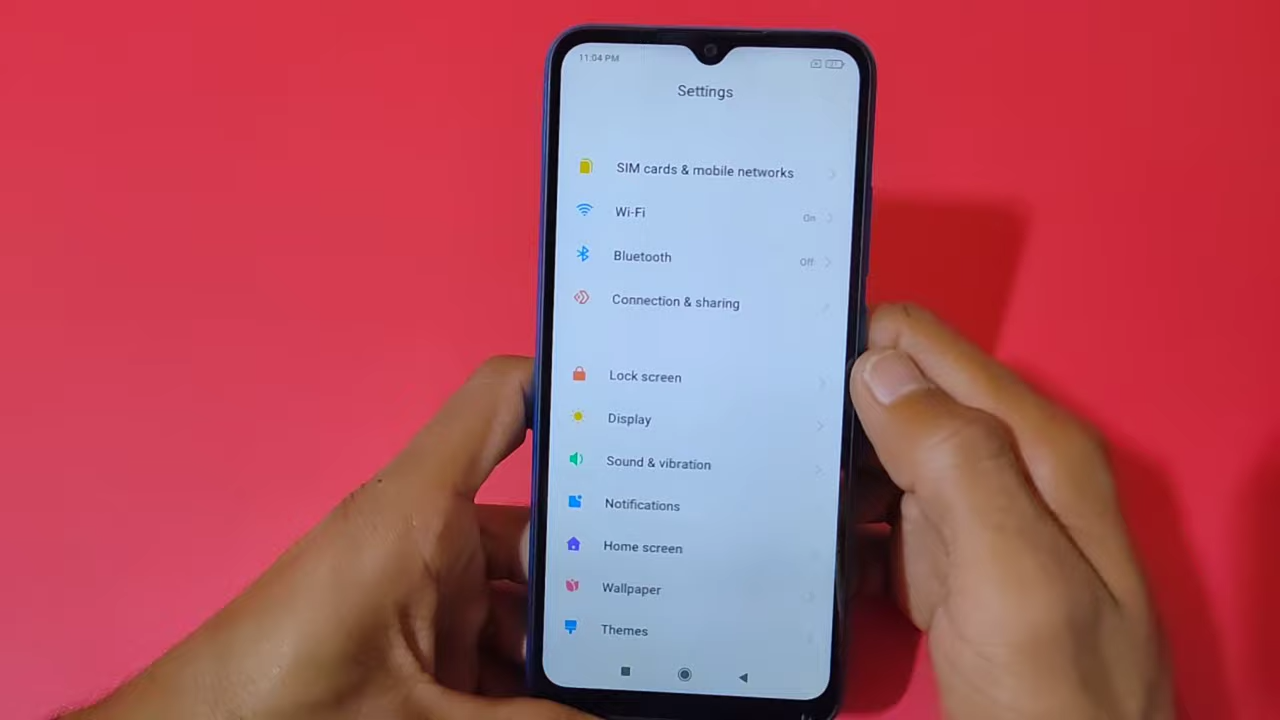 11:04 PM
Settings
SIM cards & mobile networks
Wi-Fi On
Bluetooth Off
Connection & sharing
Lock screen
Display
Sound & vibration
Notifications
Home screen
Wallpaper
Themes